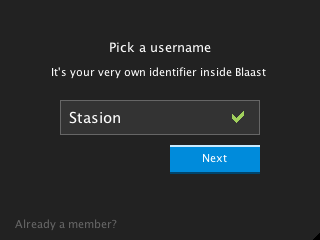 Pick a username
It's your very own identifier inside Blaast
Stasion
Next
Already a member?